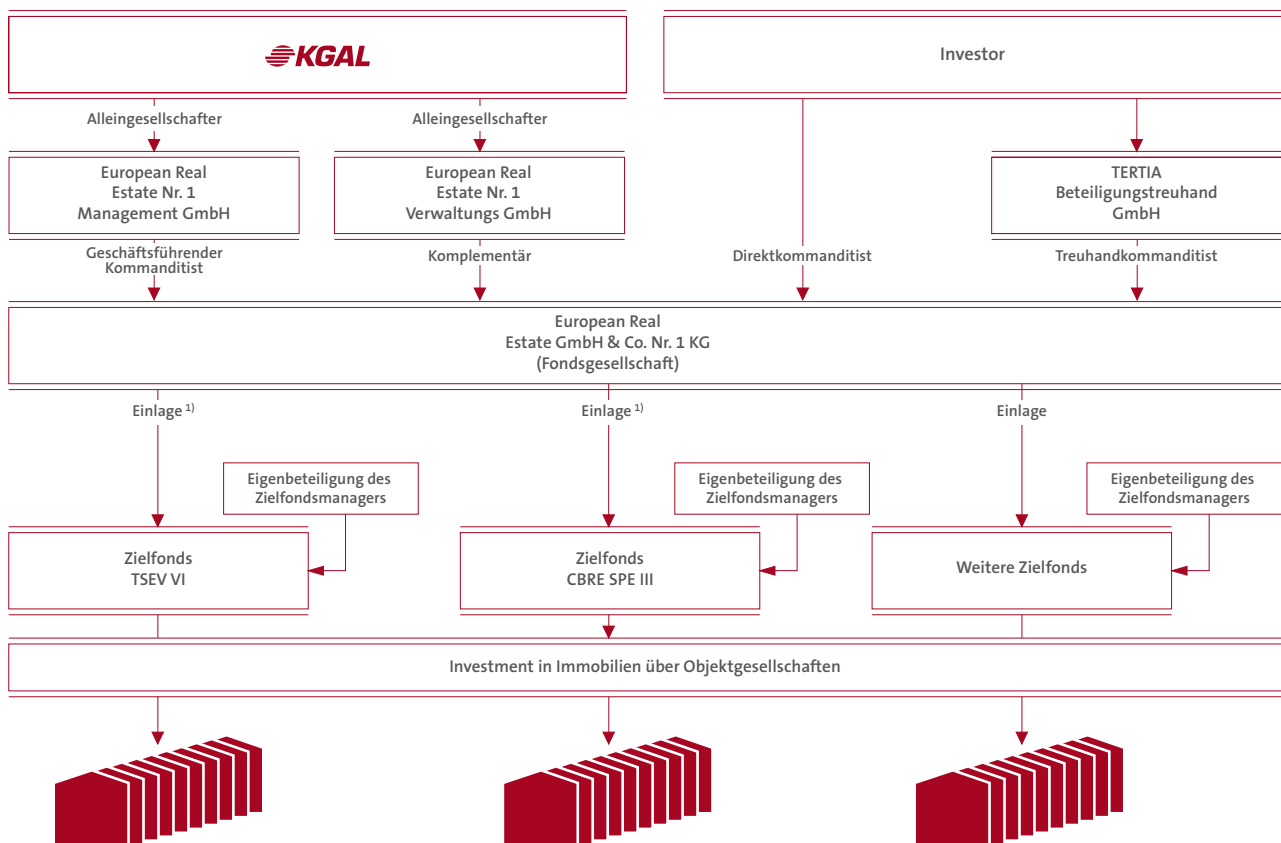 KGAL
Investor
Alleingesellschafter
Alleingesellschafter
European Real
Estate Nr. 1
Management GmbH
European Real
Estate Nr. 1
Verwaltungs GmbH
TERTIA
Beteiligungstreuhand
GmbH
Geschäftsführender
Kommanditist
Komplementär
Direktkommanditist
Treuhandkommanditist
European Real
Estate GmbH & Co. Nr. 1 KG
(Fondsgesellschaft)
Einlage 1)
Einlage 1)
Einlage
Eigenbeteiligung des
Zielfondsmanagers
Eigenbeteiligung des
Zielfondsmanagers
Eigenbeteiligung des
Zielfondsmanagers
Zielfonds
TSEV VI
Zielfonds
CBRE SPE III
Weitere Zielfonds
Investment in Immobilien über Objektgesellschaften